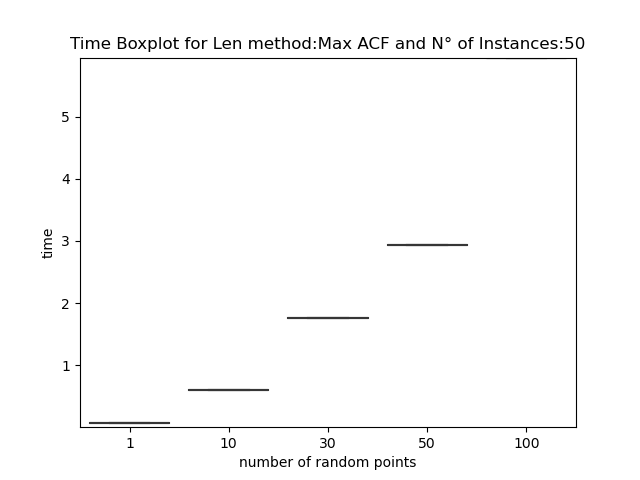 Time Boxplot for Len method:Max ACF and N° of Instances:50
5
4
3
2
1
time
1 10 30 50 100
number of random points